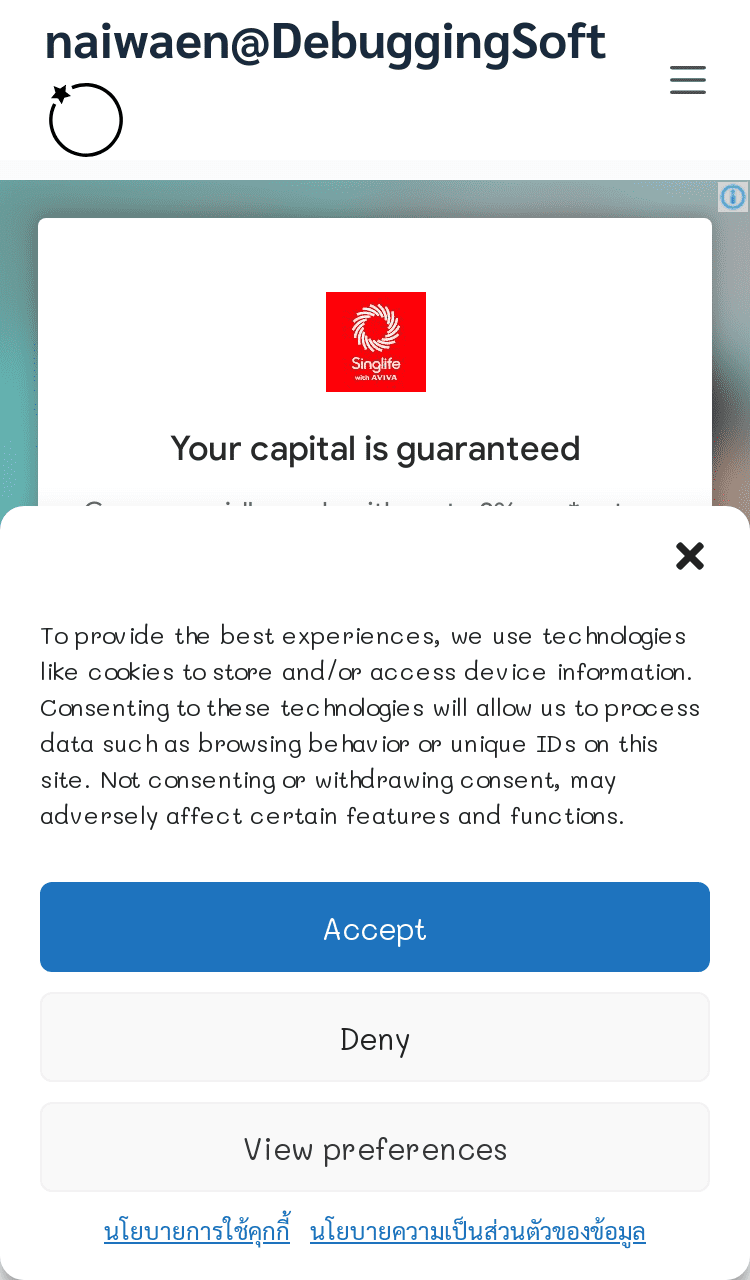 naiwaen@DebuggingSoft
Singlife
with AVIVA
Your capital is guaranteed
To provide the best experiences, we use technologies
like cookies to store and/or access device information.
Consenting to these technologies will allow us to process
data such as browsing behavior or unique IDs on this
site. Not consenting or withdrawing consent, may
adversely affect certain features and functions.
Accept
Deny
View preferences
นโยบายการใช้คุกกี้ นโยบายความเป็นส่วนตัวของข้อมูล